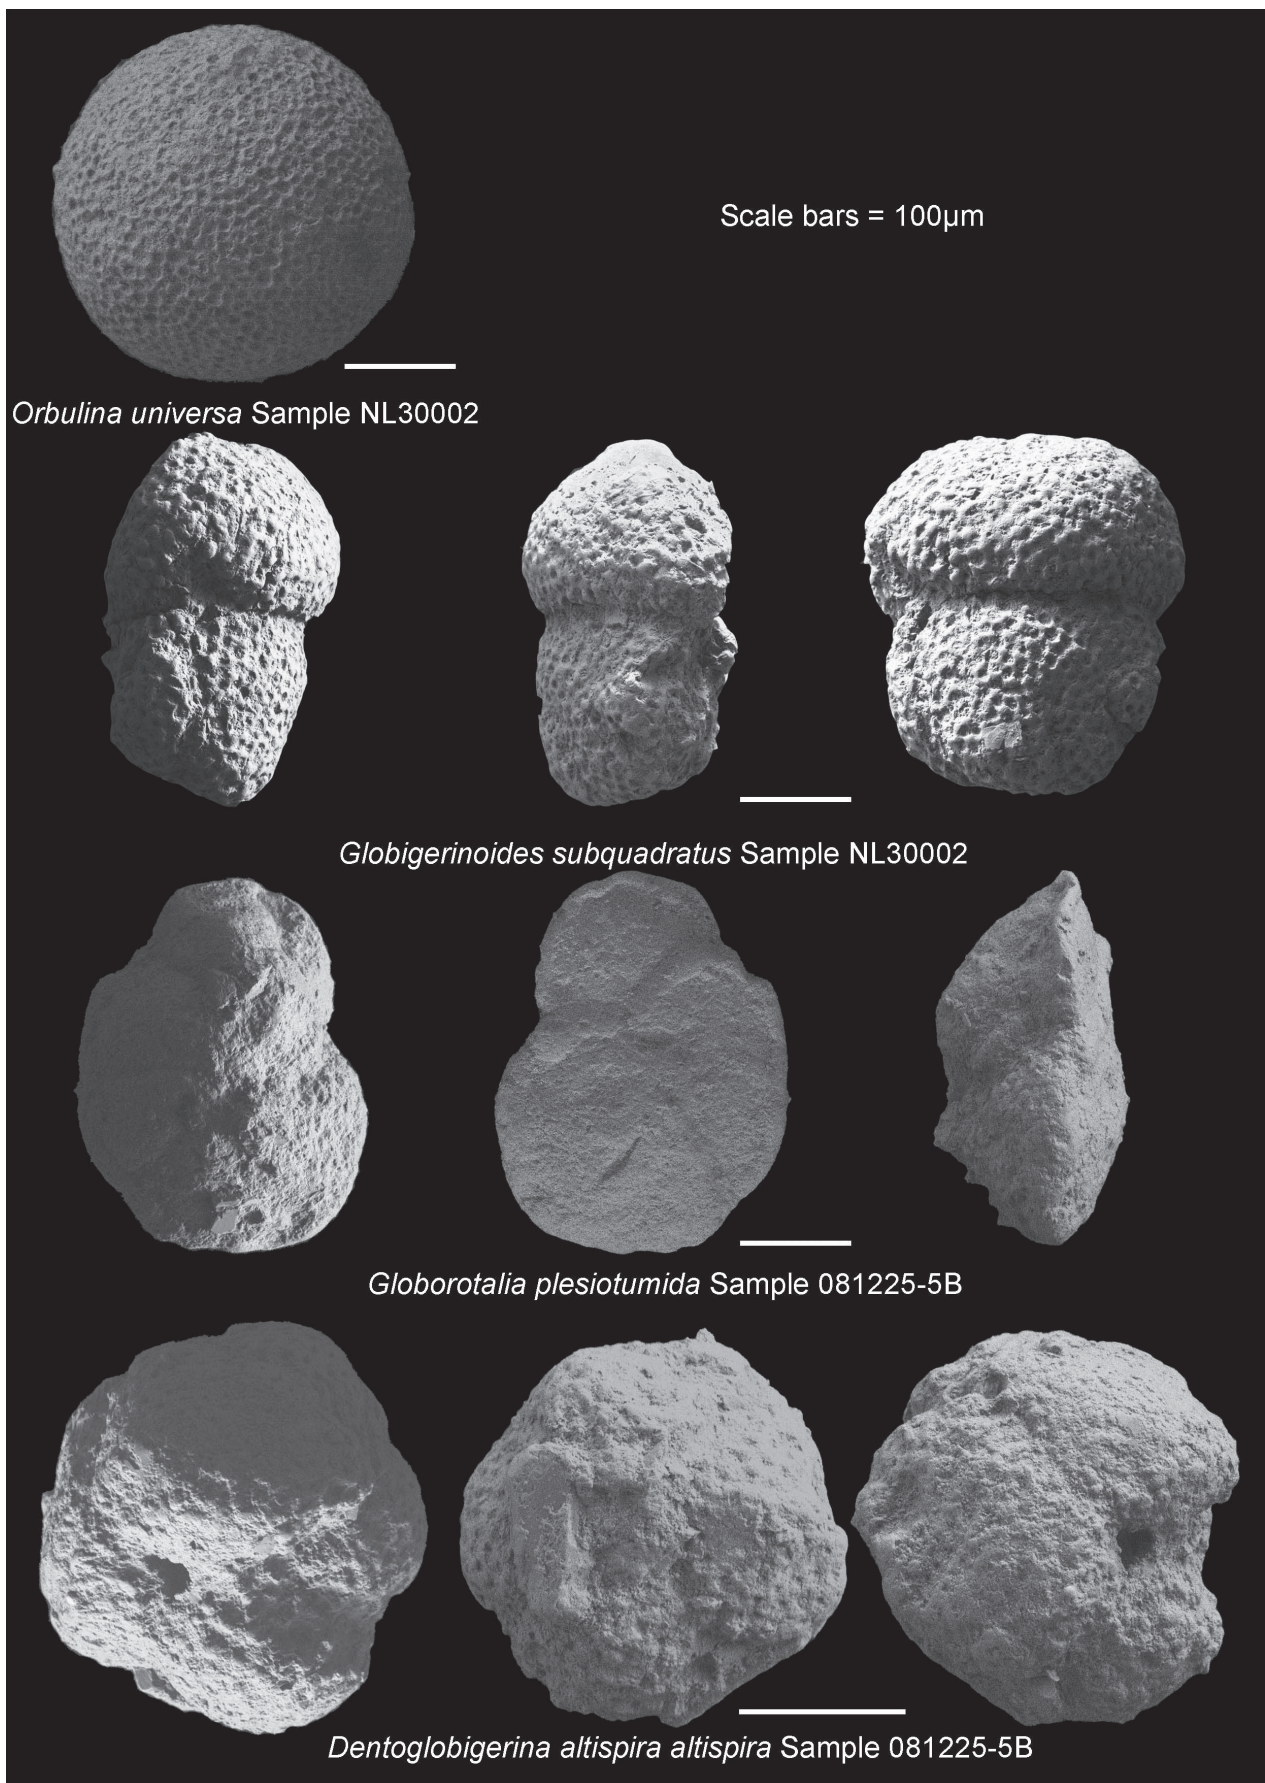 Scale bars = 100µm
Orbulina universa Sample NL30002
Globigerinoides subquadratus Sample NL30002
Globorotalia plesiotumida Sample 081225-5B
Dentoglobigerina altispira altispira Sample 081225-5B